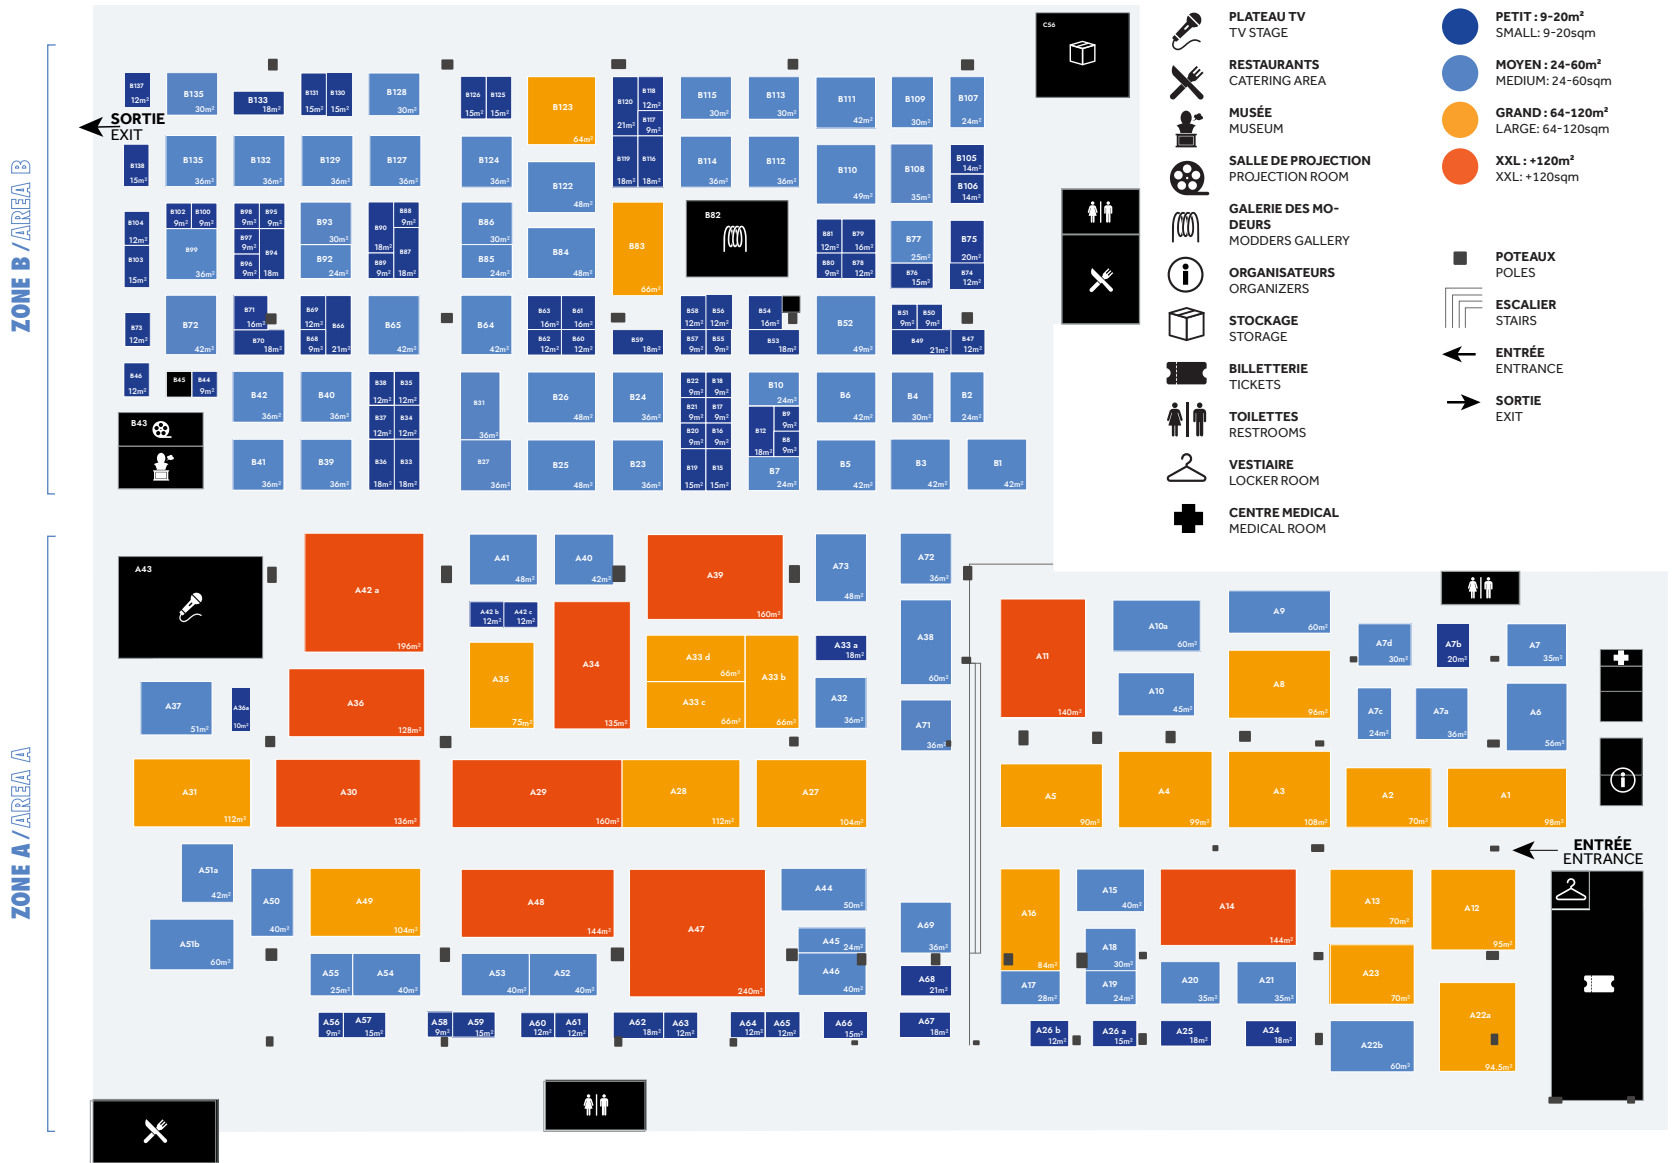 C56
PLATEAU TV
TV STAGE
RESTAURANTS
CATERING AREA
MUSÉE
MUSEUM
SALLE DE PROJECTION
PROJECTION ROOM
GALERIE DES MO-
DEURS
MODDERS GALLERY
ORGANISATEURS
ORGANIZERS
STOCKAGE
STORAGE
BILLETTERIE
TICKETS
TOILETTES
RESTROOMS
VESTIAIRE
LOCKER ROOM
CENTRE MEDICAL
MEDICAL ROOM
PETIT : 9-20m²
SMALL: 9-20sqm
MOYEN : 24-60m²
MEDIUM: 24-60sqm
GRAND : 64-120m²
LARGE: 64-120sqm
XXL : +120m²
XXL: +120sqm
POTEAUX
POLES
ESCALIER
STAIRS
ENTRÉE
ENTRANCE
SORTIE
EXIT
ZONE B / AREA B
SORTIE
EXIT
B137 12m²
B135 30m²
B133 18m²
B131 15m²
B130 15m²
B128 30m²
B126 15m²
B125 15m²
B123 64m²
B120 21m²
B118 12m²
B117 9m²
B115 30m²
B113 30m²
B111 42m²
B109 30m²
B107 24m²
B138 15m²
B135 36m²
B132 36m²
B129 36m²
B127 36m²
B124 36m²
B122 48m²
B119 18m²
B116 18m²
B114 36m²
B112 36m²
B110 49m²
B108 35m²
B105 14m²
B106 14m²
B104 12m²
B103 15m²
B102 9m²
B100 9m²
B99 36m²
B98 9m²
B95 9m²
B97 9m²
B96 9m²
B94 18m
B93 30m²
B92 24m²
B90 18m²
B88 9m²
B89 9m²
B87 18m²
B86 30m²
B85 24m²
B84 48m²
B83 66m²
B82
B81 12m²
B79 16m²
B80 9m²
B78 12m²
B77 25m²
B76 15m²
B75 20m²
B74 12m²
B73 12m²
B72 42m²
B71 16m²
B70 18m²
B69 12m²
B68 9m²
B66 21m²
B65 42m²
B64 42m²
B63 16m²
B61 16m²
B62 12m²
B60 12m²
B59 18m²
B58 12m²
B56 12m²
B57 9m²
B55 9m²
B54 16m²
B53 18m²
B52 49m²
B51 9m²
B50 9m²
B49 21m²
B47 12m²
B46 12m²
B45
B44 9m²
B42 36m²
B40 36m²
B38 12m²
B35 12m²
B37 12m²
B34 12m²
B36 18m²
B33 18m²
B31 36m²
B26 48m²
B24 36m²
B22 9m²
B18 9m²
B21 9m²
B17 9m²
B20 9m²
B16 9m²
B19 15m²
B15 15m²
B10 24m²
B12 18m²
B9 9m²
B8 9m²
B7 24m²
B6 42m²
B4 30m²
B2 24m²
B43
B41 36m²
B39 36m²
B27 36m²
B25 48m²
B23 36m²
B5 42m²
B3 42m²
B1 42m²
ZONE A / AREA A
A43
A42 a 196m²
A41 48m²
A40 42m²
A39 160m²
A73 48m²
A72 36m²
A42 b 12m²
A42 c 12m²
A34 135m²
A35 75m²
A33 d 66m²
A33 c 66m²
A33 b 66m²
A33 a 18m²
A38 60m²
A32 36m²
A71 36m²
A37 51m²
A36a 10m²
A36 128m²
A11 140m²
A10a 60m²
A10 45m²
A9 60m²
A8 96m²
A7d 30m²
A7b 20m²
A7 35m²
A7c 24m²
A7a 36m²
A6 56m²
A31 112m²
A30 136m²
A29 160m²
A28 112m²
A27 104m²
A5 90m²
A4 99m²
A3 108m²
A2 70m²
A1 98m²
ENTRÉE
ENTRANCE
A51a 42m²
A51b 60m²
A50 40m²
A49 104m²
A48 144m²
A47 240m²
A44 50m²
A45 24m²
A46 40m²
A69 36m²
A68 21m²
A55 25m²
A54 40m²
A53 40m²
A52 40m²
A16 84m²
A17 28m²
A15 40m²
A18 30m²
A19 24m²
A14 144m²
A20 35m²
A21 35m²
A13 70m²
A12 95m²
A23 70m²
A22a 94.5m²
A22b 60m²
A56 9m²
A57 15m²
A58 9m²
A59 15m²
A60 12m²
A61 12m²
A62 18m²
A63 12m²
A64 12m²
A65 12m²
A66 15m²
A67 18m²
A26 b 12m²
A26 a 15m²
A25 18m²
A24 18m²